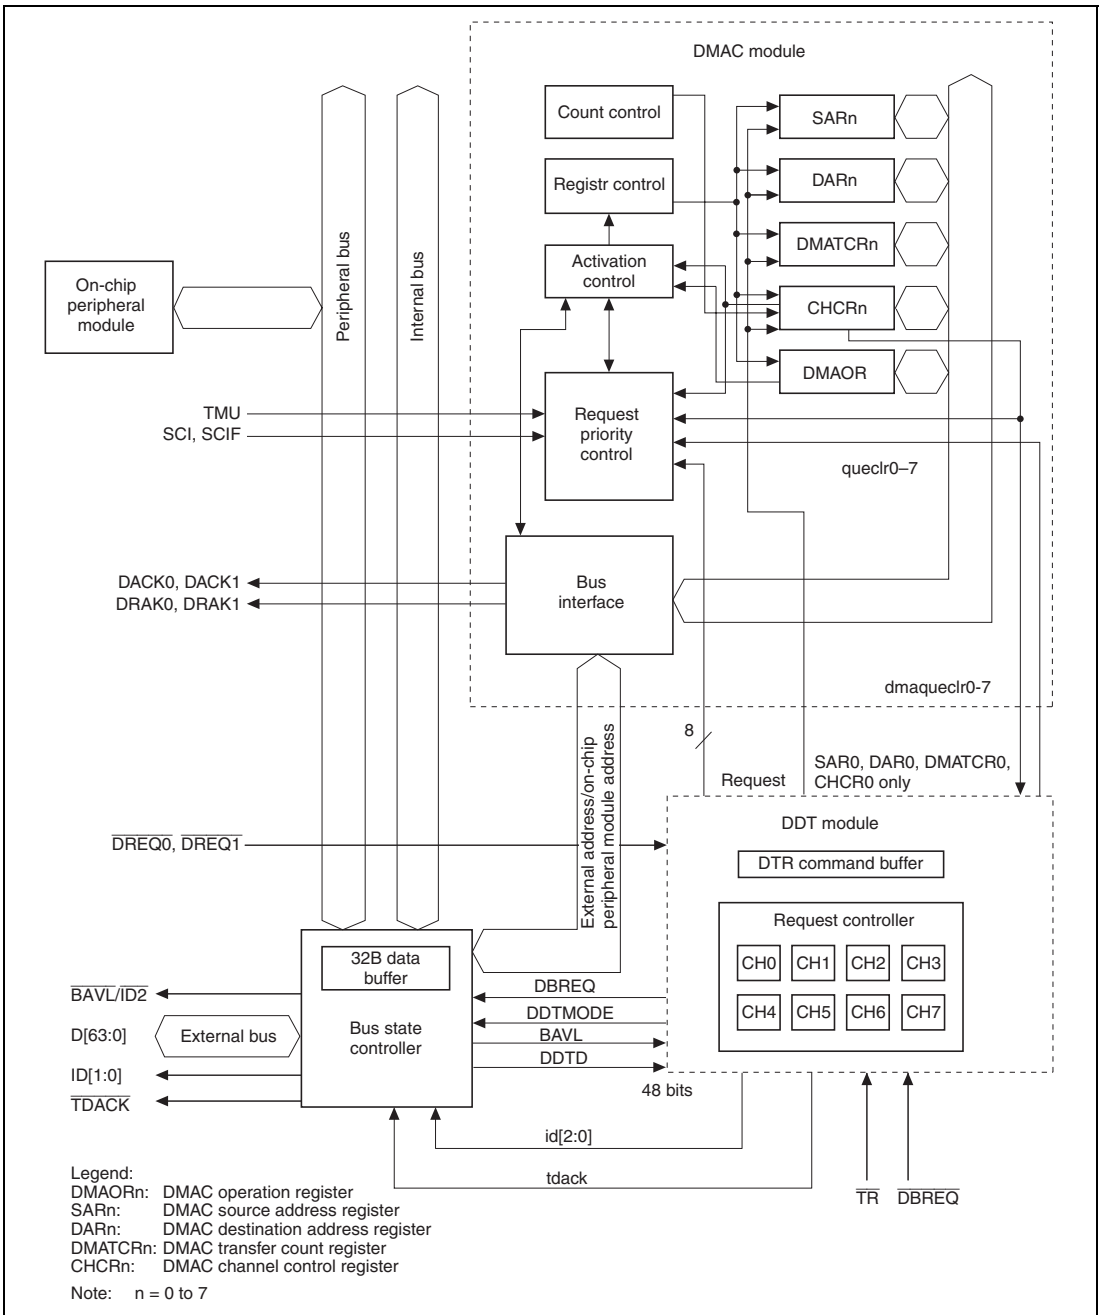 DMAC module
Count control
SARn
Registr control
DARn
DMATCRn
Activation
control
CHCRn
DMAOR
On-chip
peripheral
module
Peripheral bus
Internal bus
TMU
SCI, SCIF
Request
priority
control
queclr0–7
DACK0, DACK1
DRAK0, DRAK1
Bus
interface
dmaqueclr0-7
External address/on-chip
peripheral module address
8
Request
SAR0, DAR0, DMATCR0,
CHCR0 only
DREQ0, DREQ1
DDT module
DTR command buffer
Request controller
CH0 CH1 CH2 CH3
CH4 CH5 CH6 CH7
32B data
buffer
Bus state
controller
BAVL/ID2
D[63:0]
External bus
ID[1:0]
TDACK
DBREQ
DDTMODE
BAVL
DDTD
48 bits
id[2:0]
tdack
TR
DBREQ
Legend:
DMAORn: DMAC operation register
SARn: DMAC source address register
DARn: DMAC destination address register
DMATCRn: DMAC transfer count register
CHCRn: DMAC channel control register
Note: n = 0 to 7